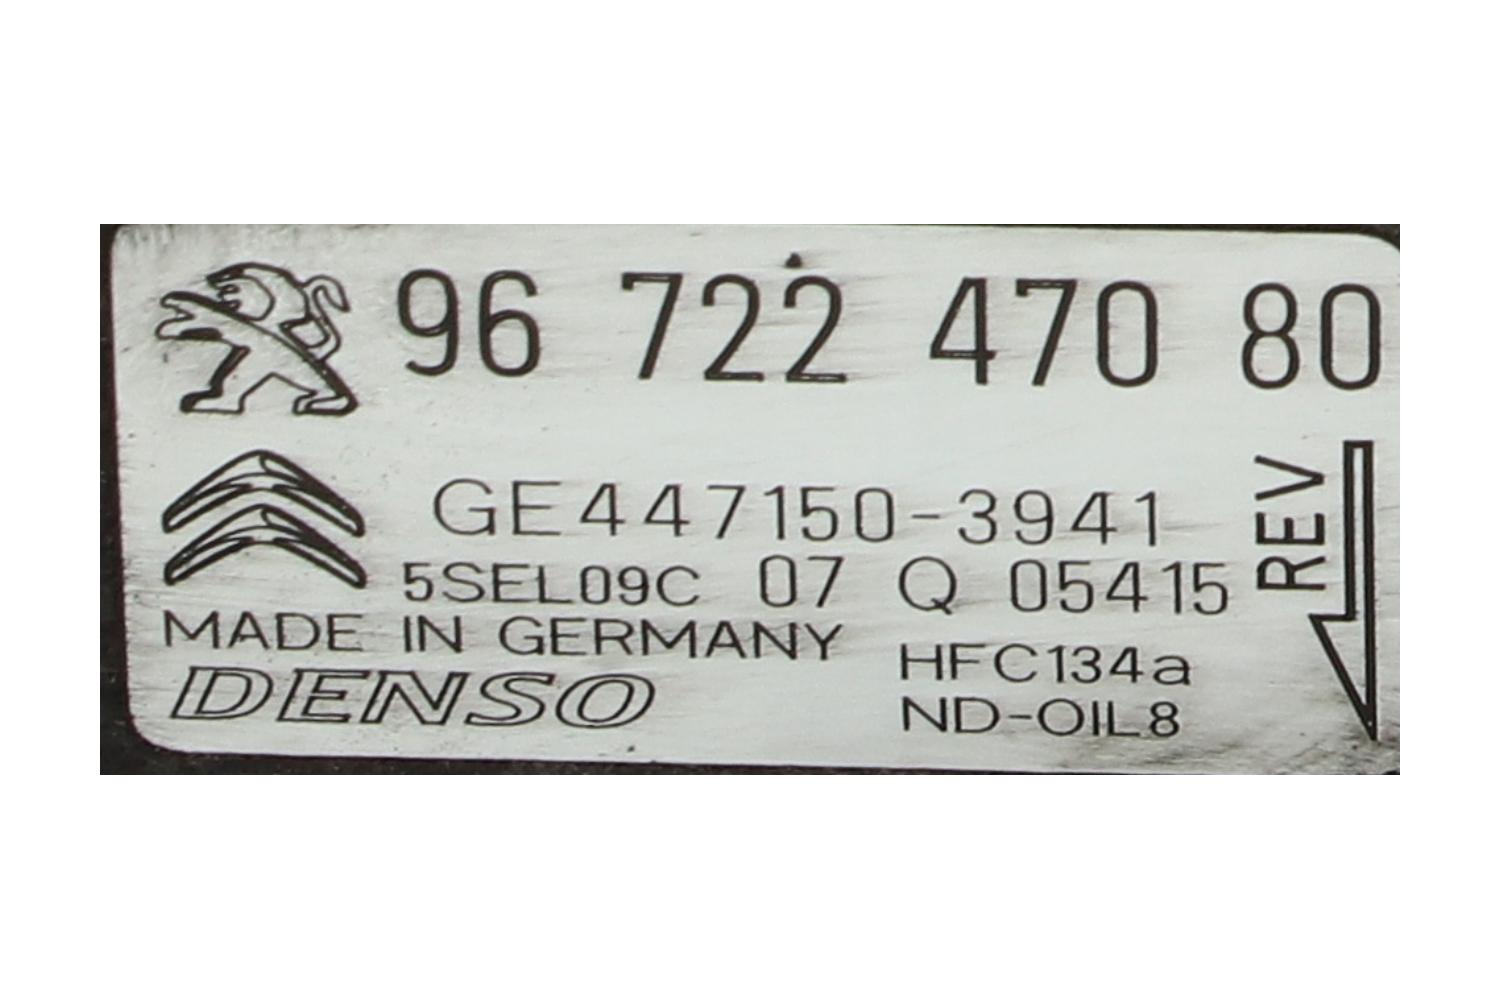 96 722 470 80
GE447150-3941
5SEL09C 07 Q 05415
MADE IN GERMANY
DENSO
HFC134a
ND-OIL8
REV